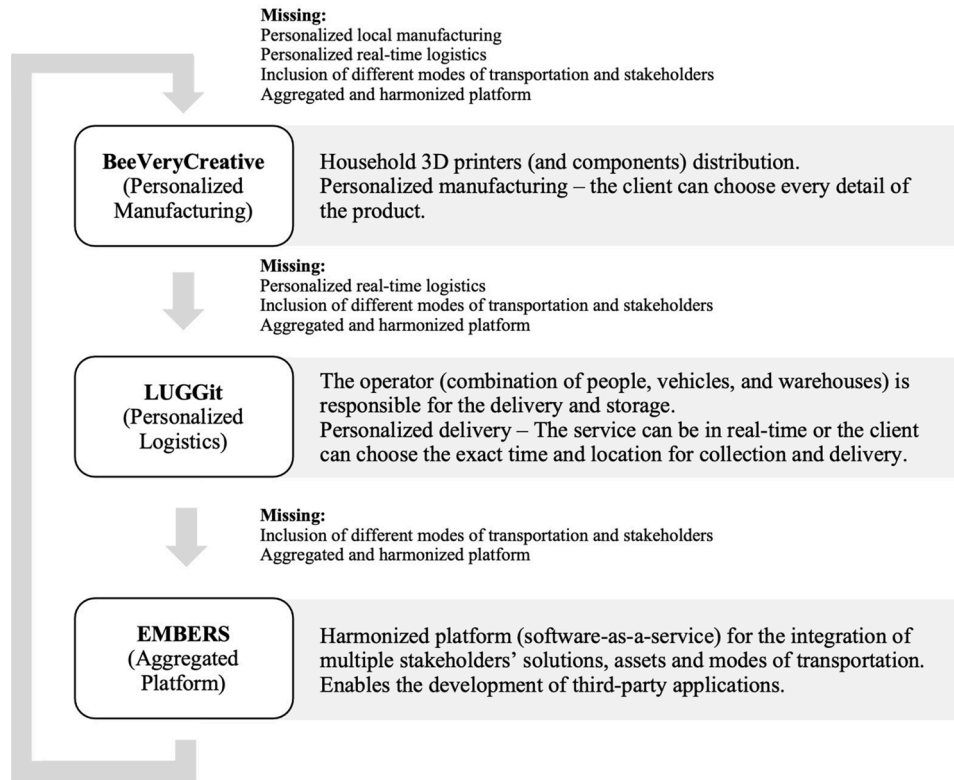 Missing:
Personalized local manufacturing
Personalized real-time logistics
Inclusion of different modes of transportation and stakeholders
Aggregated and harmonized platform
BeeVeryCreative
(Personalized
Manufacturing)
Household 3D printers (and components) distribution.
Personalized manufacturing – the client can choose every detail of
the product.
Missing:
Personalized real-time logistics
Inclusion of different modes of transportation and stakeholders
Aggregated and harmonized platform
LUGGit
(Personalized
Logistics)
The operator (combination of people, vehicles, and warehouses) is
responsible for the delivery and storage.
Personalized delivery – The service can be in real-time or the client
can choose the exact time and location for collection and delivery.
Missing:
Inclusion of different modes of transportation and stakeholders
Aggregated and harmonized platform
EMBERS
(Aggregated
Platform)
Harmonized platform (software-as-a-service) for the integration of
multiple stakeholders’ solutions, assets and modes of transportation.
Enables the development of third-party applications.